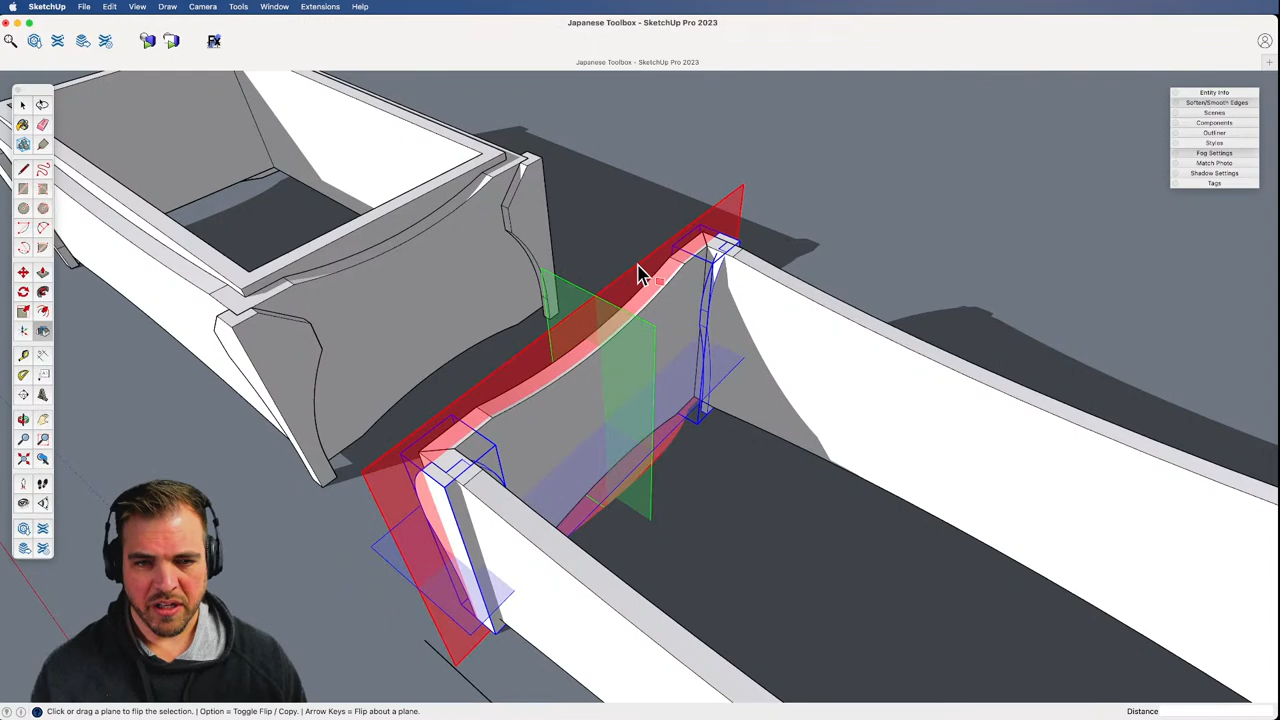 SketchUp File Edit View Draw Camera Tools Window Extensions Help
Japanese Toolbox - SketchUp Pro 2023
Japanese Toolbox - SketchUp Pro 2023
Entity Info
Soften/Smooth Edges
Scenes
Components
Outliner
Styles
Fog Settings
Match Photo
Shadow Settings
Tags
Click or drag a plane to flip the selection. | Option = Toggle Flip / Copy. | Arrow Keys = Flip about a plane.
Distance